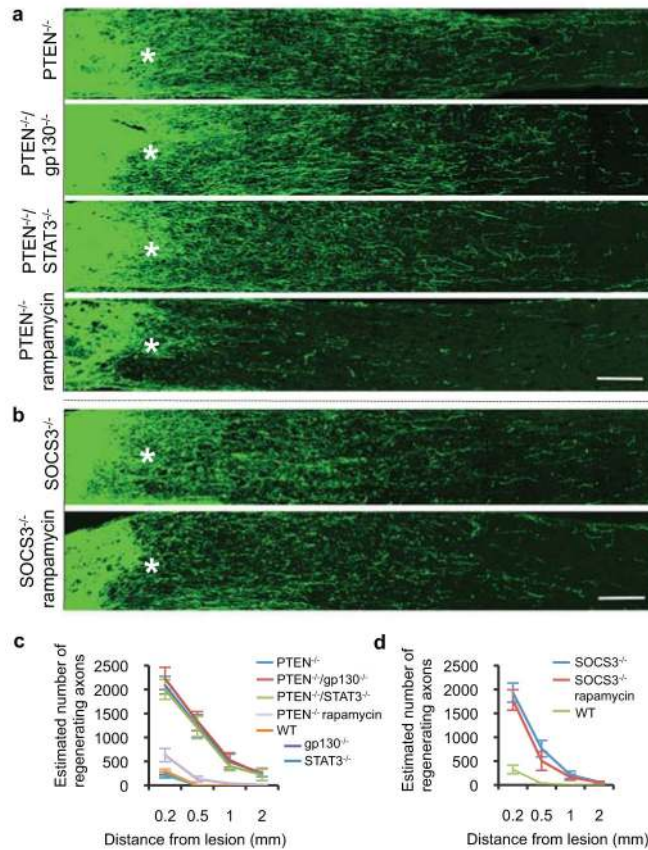 a
PTEN⁻/⁻
PTEN⁻/⁻/
gp130⁻/⁻
PTEN⁻/⁻/
STAT3⁻/⁻
PTEN⁻/⁻
rampamycin
b
SOCS3⁻/⁻
SOCS3⁻/⁻
rampamycin
c
Estimated number of
regenerating axons
2500
2000
1500
1000
500
0
0.2 0.5 1 2
Distance from lesion (mm)
PTEN⁻/⁻
PTEN⁻/⁻/gp130⁻/⁻
PTEN⁻/⁻/STAT3⁻/⁻
PTEN⁻/⁻ rapamycin
WT
gp130⁻/⁻
STAT3⁻/⁻
d
Estimated number of
regenerating axons
2500
2000
1500
1000
500
0
0.2 0.5 1 2
Distance from lesion (mm)
SOCS3⁻/⁻
SOCS3⁻/⁻
rapamycin
WT